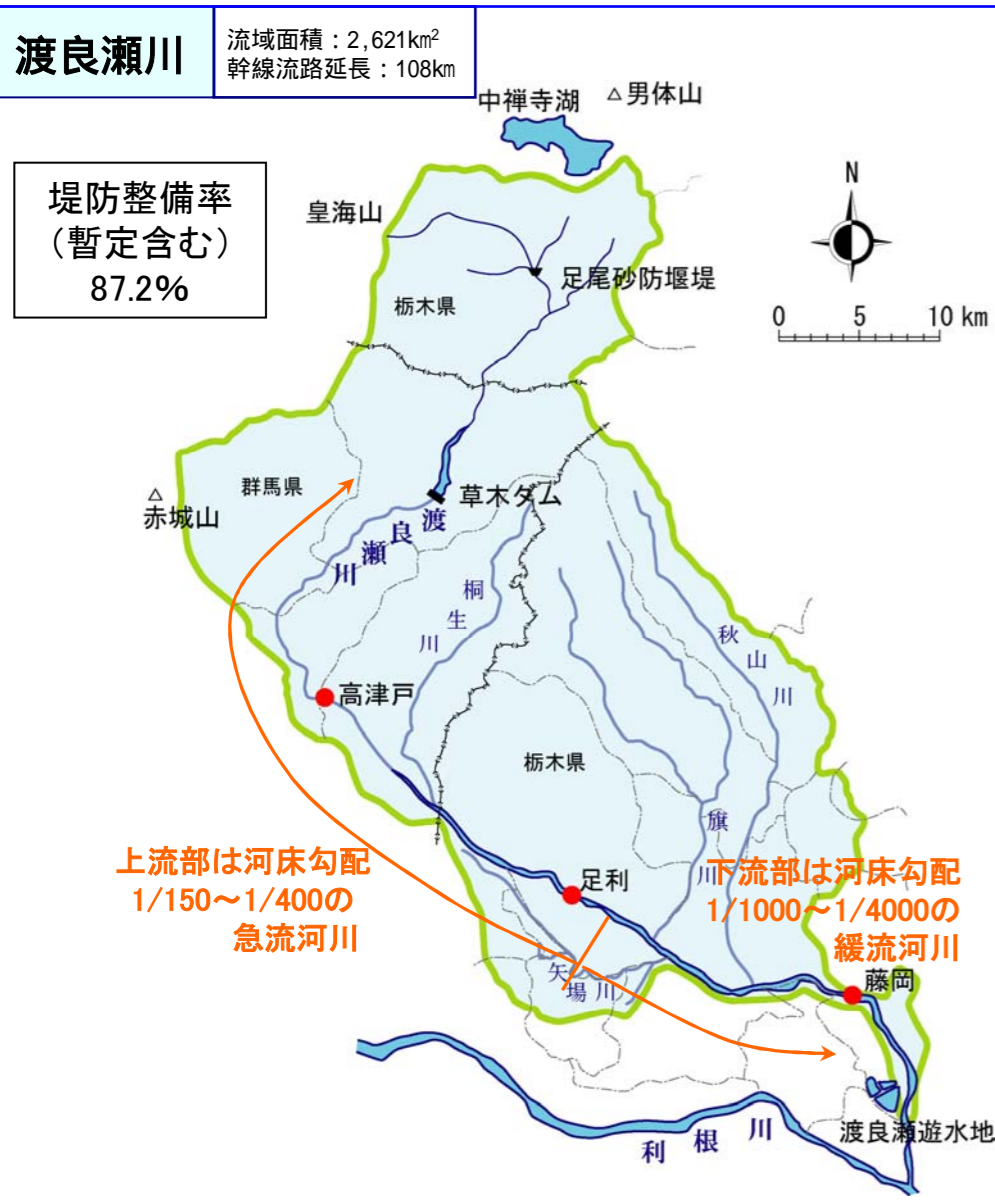 渡良瀬川
流域面積：2,621km²
幹線流路延長：108km
中禅寺湖
△男体山
堤防整備率
（暫定含む）
87.2%
皇海山
N
足尾砂防堰堤
栃木県
0 5 10 km
群馬県
△
赤城山
草木ダム
渡良瀬川
桐生川
秋山川
高津戸
栃木県
旗川
上流部は河床勾配
1/150～1/400の
急流河川
足利
下流部は河床勾配
1/1000～1/4000の
緩流河川
矢場川
藤岡
渡良瀬遊水地
利根川